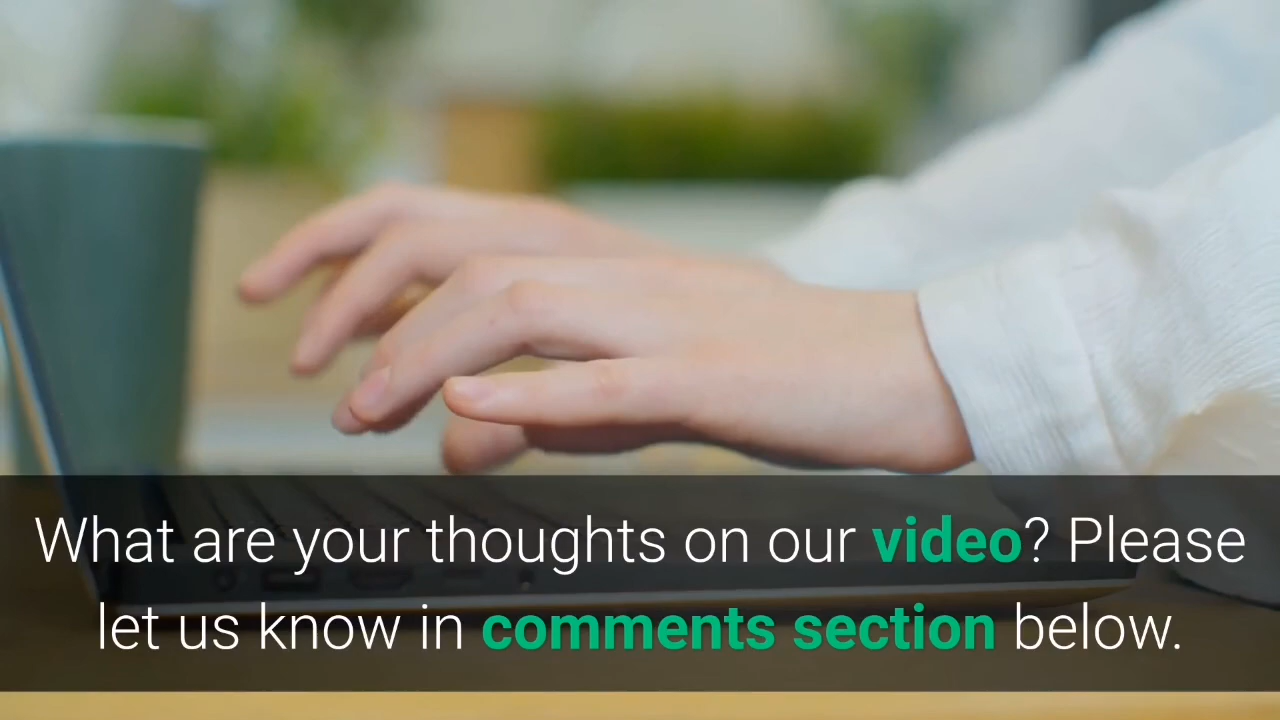 What are your thoughts on our video? Please
let us know in comments section below.